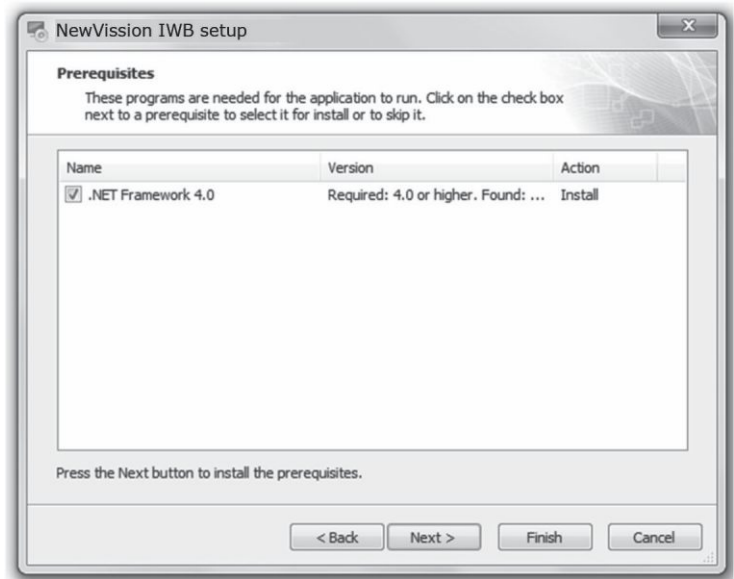 NewVission IWB setup
Prerequisites
These programs are needed for the application to run. Click on the check box
next to a prerequisite to select it for install or to skip it.
Name Version Action
.NET Framework 4.0 Required: 4.0 or higher. Found: ... Install
Press the Next button to install the prerequisites.
< Back Next > Finish Cancel